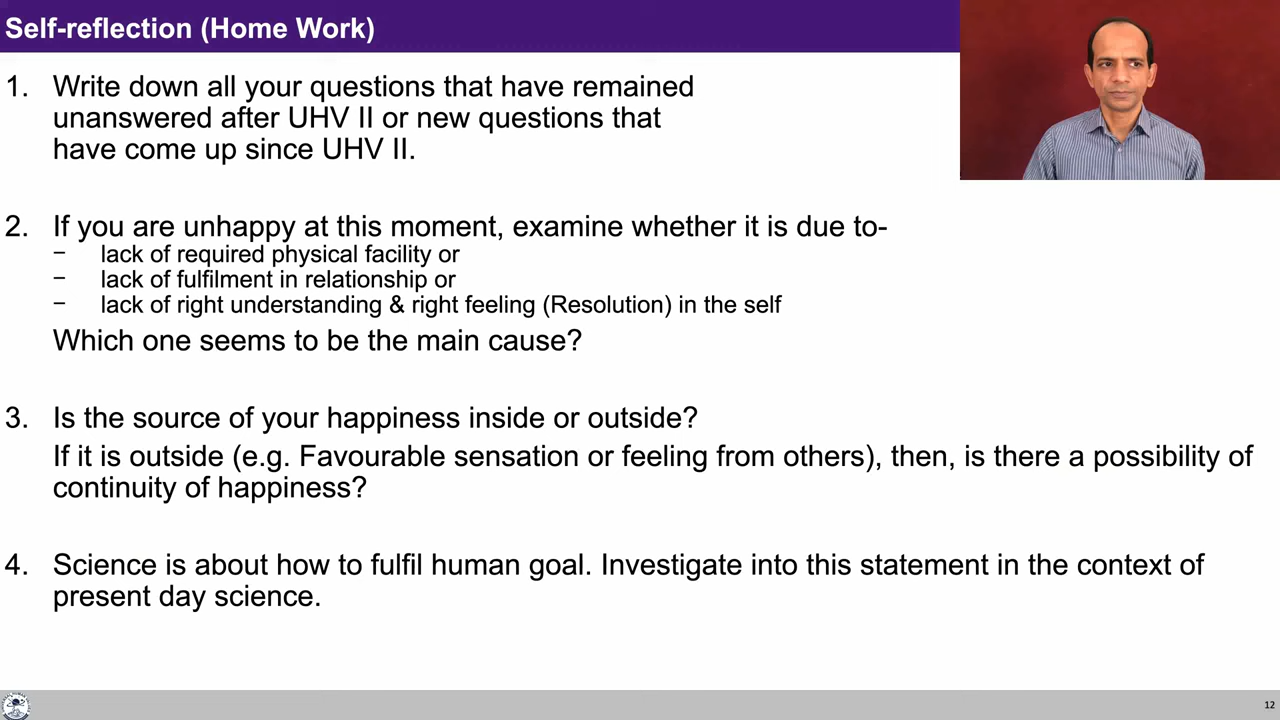 Self-reflection (Home Work)
1. Write down all your questions that have remained
unanswered after UHV II or new questions that
have come up since UHV II.
2. If you are unhappy at this moment, examine whether it is due to-
− lack of required physical facility or
− lack of fulfilment in relationship or
− lack of right understanding & right feeling (Resolution) in the self
Which one seems to be the main cause?
3. Is the source of your happiness inside or outside?
If it is outside (e.g. Favourable sensation or feeling from others), then, is there a possibility of
continuity of happiness?
4. Science is about how to fulfil human goal. Investigate into this statement in the context of
present day science.
12